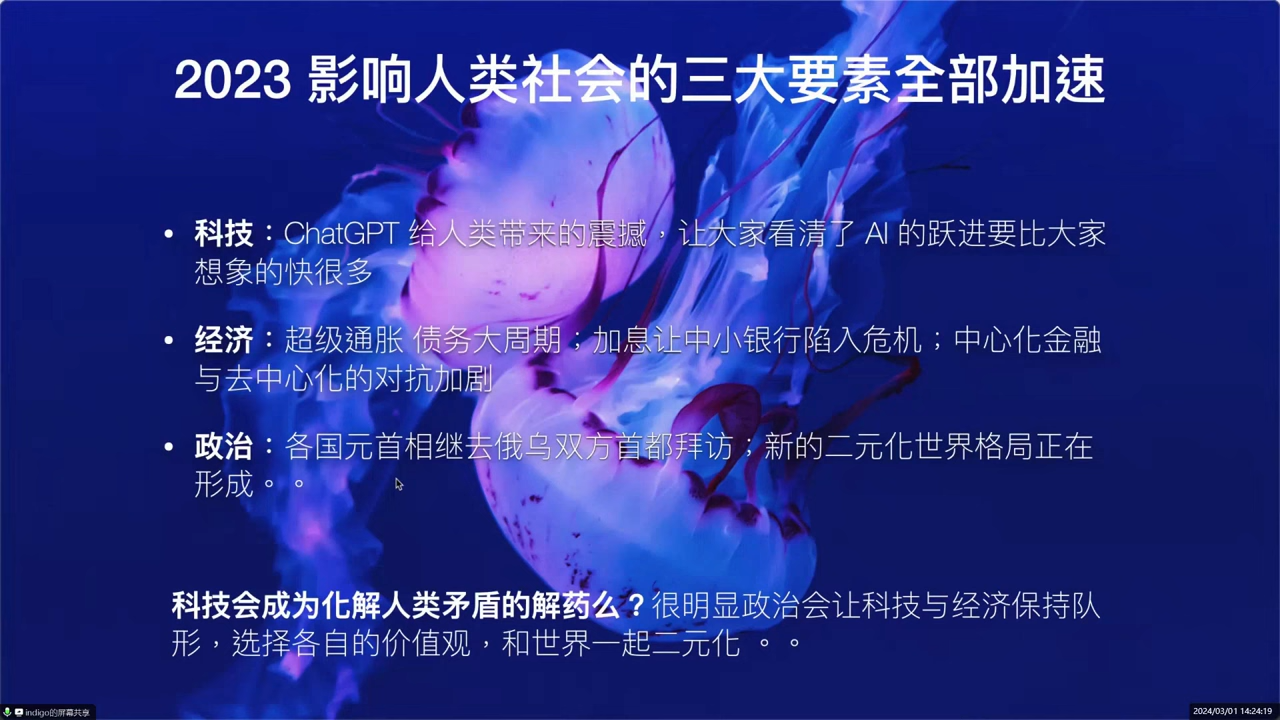 2023 影响人类社会的三大要素全部加速
• 科技：ChatGPT 给人类带来的震撼，让大家看清了 AI 的跃进要比大家
想象的快很多
• 经济：超级通胀 债务大周期；加息让中小银行陷入危机；中心化金融
与去中心化的对抗加剧
• 政治：各国元首相继去俄乌双方首都拜访；新的二元化世界格局正在
形成。。
科技会成为化解人类矛盾的解药么？很明显政治会让科技与经济保持队
形，选择各自的价值观，和世界一起二元化 。。
indigo的屏幕共享
2024/03/01 14:24:19